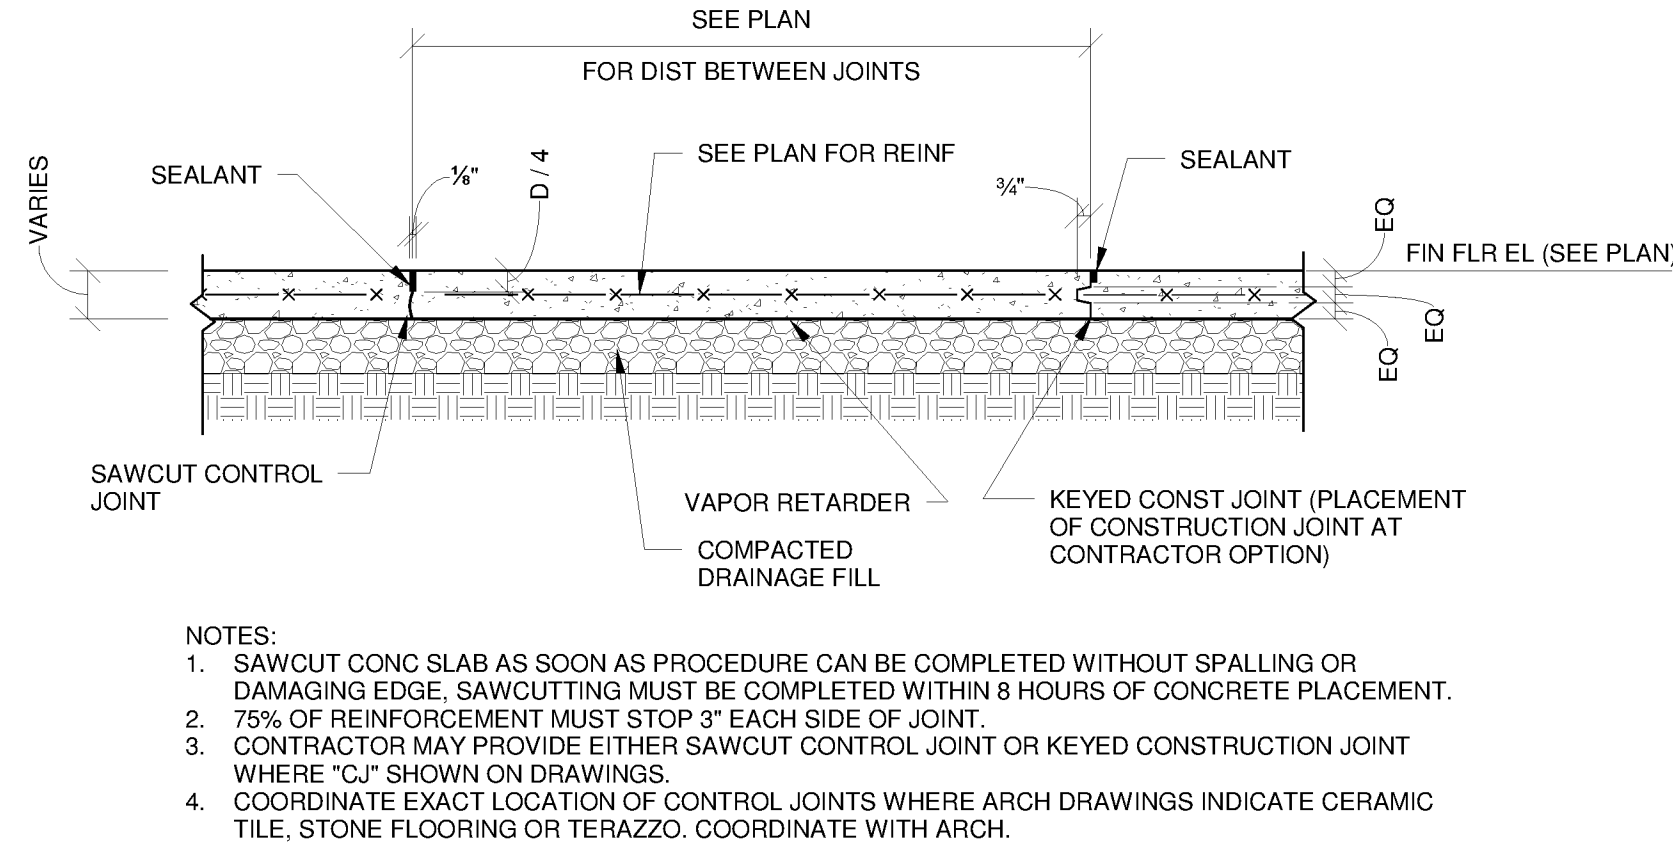 SEE PLAN
FOR DIST BETWEEN JOINTS
VARIES
SEALANT
⅛"
D / 4
SEE PLAN FOR REINF
¾"
SEALANT
EQ
FIN FLR EL (SEE PLAN)
EQ
EQ
SAWCUT CONTROL
JOINT
VAPOR RETARDER
COMPACTED
DRAINAGE FILL
KEYED CONST JOINT (PLACEMENT
OF CONSTRUCTION JOINT AT
CONTRACTOR OPTION)
NOTES:
1. SAWCUT CONC SLAB AS SOON AS PROCEDURE CAN BE COMPLETED WITHOUT SPALLING OR
DAMAGING EDGE, SAWCUTTING MUST BE COMPLETED WITHIN 8 HOURS OF CONCRETE PLACEMENT.
2. 75% OF REINFORCEMENT MUST STOP 3" EACH SIDE OF JOINT.
3. CONTRACTOR MAY PROVIDE EITHER SAWCUT CONTROL JOINT OR KEYED CONSTRUCTION JOINT
WHERE "CJ" SHOWN ON DRAWINGS.
4. COORDINATE EXACT LOCATION OF CONTROL JOINTS WHERE ARCH DRAWINGS INDICATE CERAMIC
TILE, STONE FLOORING OR TERAZZO. COORDINATE WITH ARCH.